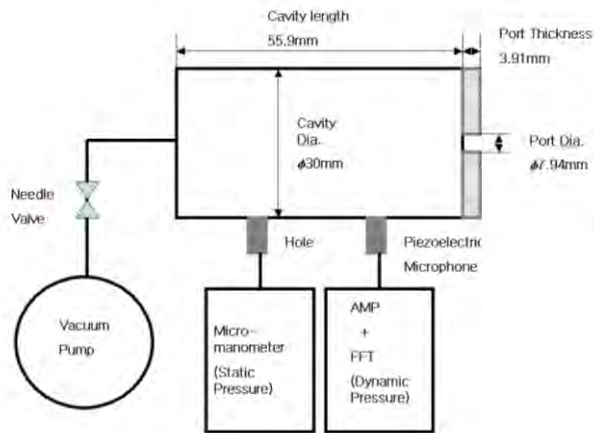 Cavity length
55.9mm
Port Thickness
3.91mm
Cavity
Dia.
ϕ30mm
Port Dia.
ϕ7.94mm
Needle
Valve
Hole
Piezoelectric
Microphone
Vacuum
Pump
Micro-
manometer
(Static
Pressure)
AMP
+
FFT
(Dynamic
Pressure)